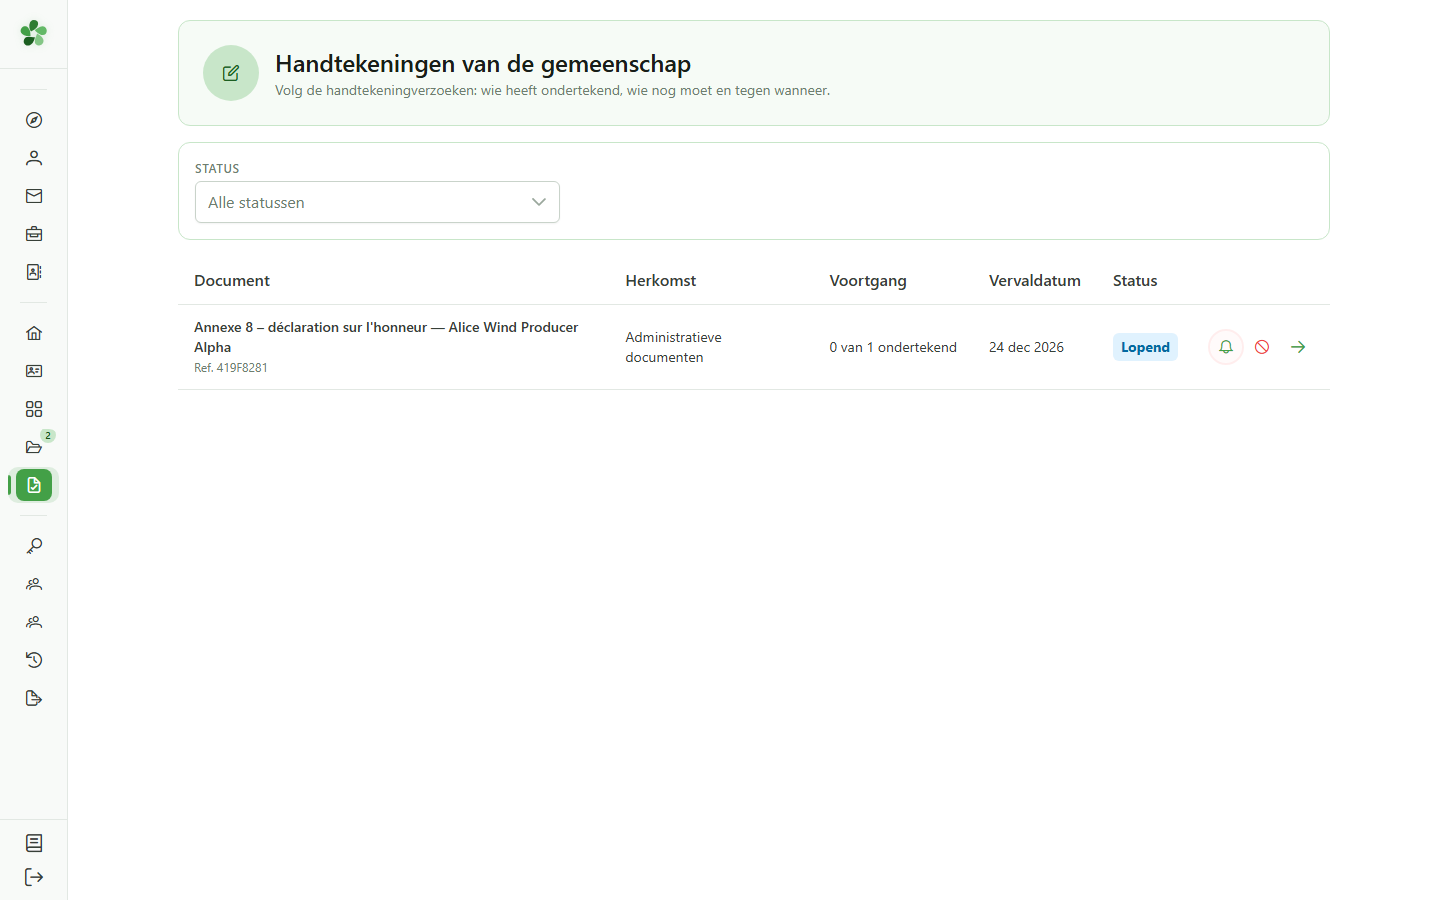 Handtekeningen van de gemeenschap
Volg de handtekeningverzoeken: wie heeft ondertekend, wie nog moet en tegen wanneer.
STATUS
Alle statussen
Document Herkomst Voortgang Vervaldatum Status
Annexe 8 – déclaration sur l'honneur — Alice Wind Producer
Alpha
Ref. 419F8281
Administratieve
documenten
0 van 1 ondertekend
24 dec 2026
Lopend
2